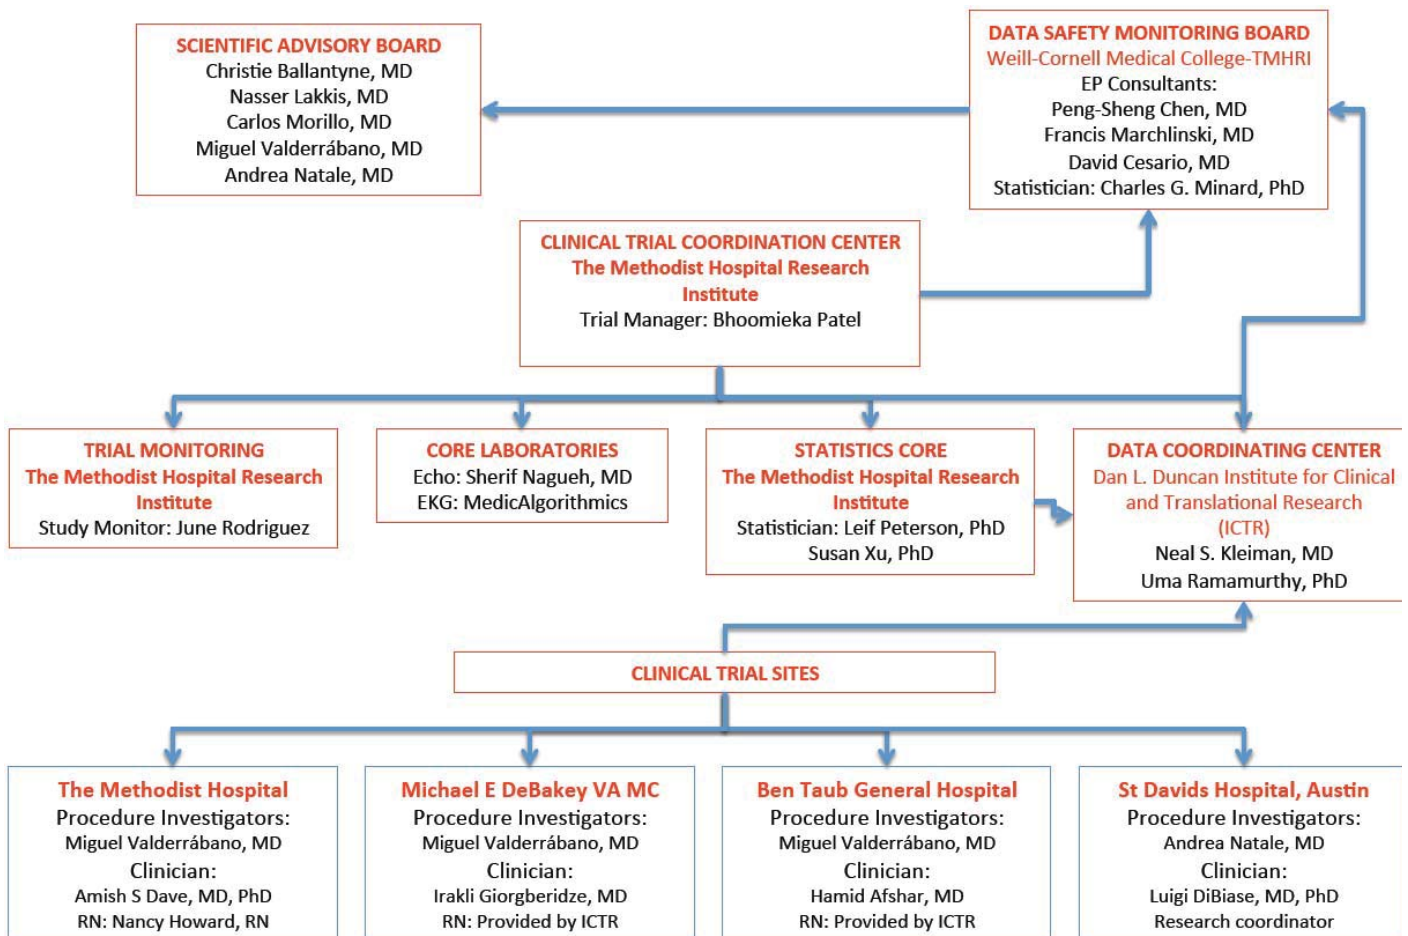 SCIENTIFIC ADVISORY BOARD
Christie Ballantyne, MD
Nasser Lakkis, MD
Carlos Morillo, MD
Miguel Valderrábano, MD
Andrea Natale, MD
DATA SAFETY MONITORING BOARD
Weill-Cornell Medical College-TMHRI
EP Consultants:
Peng-Sheng Chen, MD
Francis Marchlinski, MD
David Cesario, MD
Statistician: Charles G. Minard, PhD
CLINICAL TRIAL COORDINATION CENTER
The Methodist Hospital Research
Institute
Trial Manager: Bhoomieka Patel
TRIAL MONITORING
The Methodist Hospital Research
Institute
Study Monitor: June Rodriguez
CORE LABORATORIES
Echo: Sherif Nagueh, MD
EKG: MedicAlgorithmics
STATISTICS CORE
The Methodist Hospital Research
Institute
Statistician: Leif Peterson, PhD
Susan Xu, PhD
DATA COORDINATING CENTER
Dan L. Duncan Institute for Clinical
and Translational Research
(ICTR)
Neal S. Kleiman, MD
Uma Ramamurthy, PhD
CLINICAL TRIAL SITES
The Methodist Hospital
Procedure Investigators:
Miguel Valderrábano, MD
Clinician:
Amish S Dave, MD, PhD
RN: Nancy Howard, RN
Michael E DeBakey VA MC
Procedure Investigators:
Miguel Valderrábano, MD
Clinician:
Irakli Giorgberidze, MD
RN: Provided by ICTR
Ben Taub General Hospital
Procedure Investigators:
Miguel Valderrábano, MD
Clinician:
Hamid Afshar, MD
RN: Provided by ICTR
St Davids Hospital, Austin
Procedure Investigators:
Andrea Natale, MD
Clinician:
Luigi DiBiase, MD, PhD
Research coordinator